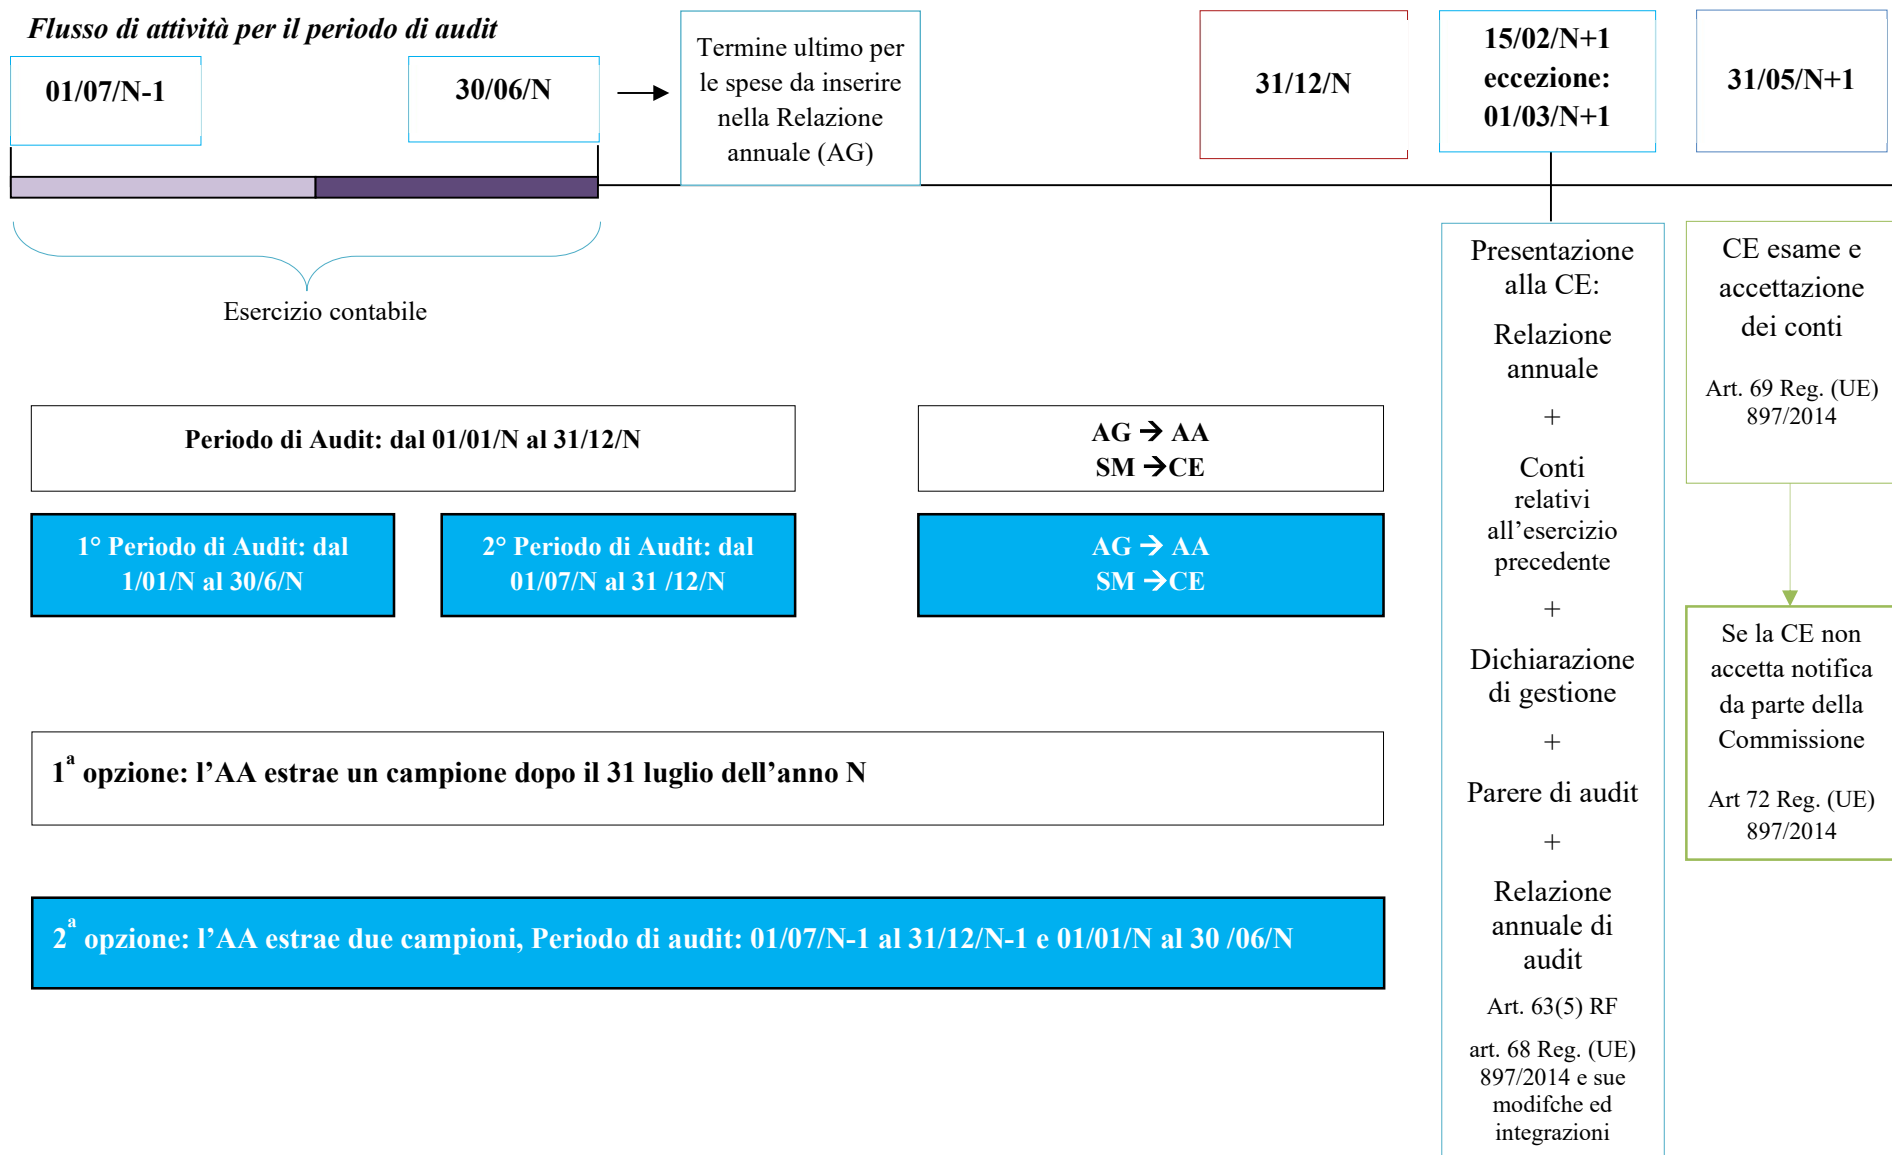 Flusso di attività per il periodo di audit
01/07/N-1
30/06/N
Termine ultimo per
le spese da inserire
nella Relazione
annuale (AG)
31/12/N
15/02/N+1
eccezione:
01/03/N+1
31/05/N+1
Esercizio contabile
Periodo di Audit: dal 01/01/N al 31/12/N
AG → AA
SM →CE
1° Periodo di Audit: dal
1/01/N al 30/6/N
2° Periodo di Audit: dal
01/07/N al 31 /12/N
AG → AA
SM →CE
1ª opzione: l’AA estrae un campione dopo il 31 luglio dell’anno N
2ª opzione: l’AA estrae due campioni, Periodo di audit: 01/07/N-1 al 31/12/N-1 e 01/01/N al 30 /06/N
Presentazione
alla CE:
Relazione
annuale
+
Conti
relativi
all’esercizio
precedente
+
Dichiarazione
di gestione
+
Parere di audit
+
Relazione
annuale di
audit
Art. 63(5) RF
art. 68 Reg. (UE)
897/2014 e sue
modifche ed
integrazioni
CE esame e
accettazione
dei conti
Art. 69 Reg. (UE)
897/2014
Se la CE non
accetta notifica
da parte della
Commissione
Art 72 Reg. (UE)
897/2014